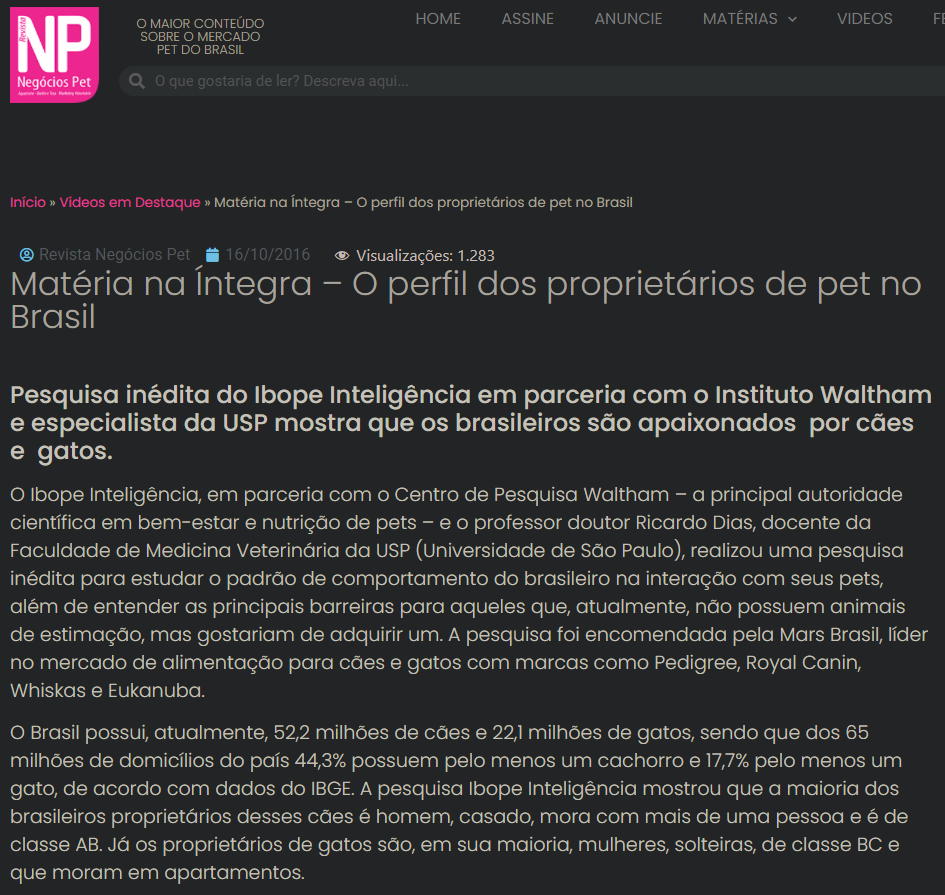 Revista
NP
Negócios Pet
O MAIOR CONTEÚDO
SOBRE O MERCADO
PET DO BRASIL
HOME ASSINE ANUNCIE MATÉRIAS VIDEOS
O que gostaria de ler? Descreva aqui...
Início » Vídeos em Destaque » Matéria na Íntegra – O perfil dos proprietários de pet no Brasil
Revista Negócios Pet 16/10/2016 Visualizações: 1.283
Matéria na Íntegra – O perfil dos proprietários de pet no
Brasil
Pesquisa inédita do Ibope Inteligência em parceria com o Instituto Waltham
e especialista da USP mostra que os brasileiros são apaixonados  por cães
e  gatos.
O Ibope Inteligência, em parceria com o Centro de Pesquisa Waltham – a principal autoridade
científica em bem-estar e nutrição de pets – e o professor doutor Ricardo Dias, docente da
Faculdade de Medicina Veterinária da USP (Universidade de São Paulo), realizou uma pesquisa
inédita para estudar o padrão de comportamento do brasileiro na interação com seus pets,
além de entender as principais barreiras para aqueles que, atualmente, não possuem animais
de estimação, mas gostariam de adquirir um. A pesquisa foi encomendada pela Mars Brasil, líder
no mercado de alimentação para cães e gatos com marcas como Pedigree, Royal Canin,
Whiskas e Eukanuba.
O Brasil possui, atualmente, 52,2 milhões de cães e 22,1 milhões de gatos, sendo que dos 65
milhões de domicílios do país 44,3% possuem pelo menos um cachorro e 17,7% pelo menos um
gato, de acordo com dados do IBGE. A pesquisa Ibope Inteligência mostrou que a maioria dos
brasileiros proprietários desses cães é homem, casado, mora com mais de uma pessoa e é de
classe AB. Já os proprietários de gatos são, em sua maioria, mulheres, solteiras, de classe BC e
que moram em apartamentos.